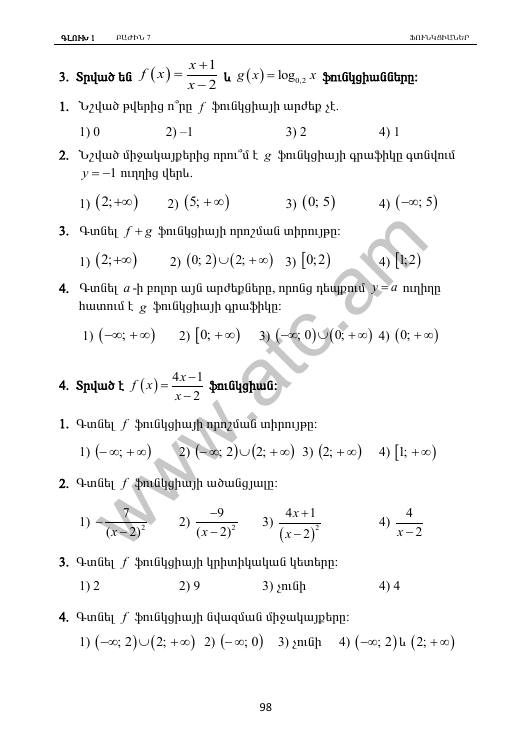 ԳԼՈՒԽ 1 ԲԱԺԻՆ 7 ՖՈՒՆԿՑԻԱՆԵՐ
3. Տրված են f(x) = (x+1)/(x−2) և g(x) = log₀,₂ x ֆունկցիաները:
1. Նշված թվերից ո՞րը f ֆունկցիայի արժեք չէ.
1) 0 2) −1 3) 2 4) 1
2. Նշված միջակայքերից որու՞մ է g ֆունկցիայի գրաֆիկը գտնվում
y = −1 ուղղից վերև.
1) (2;+∞) 2) (5; +∞) 3) (0; 5) 4) (−∞; 5)
3. Գտնել f + g ֆունկցիայի որոշման տիրույթը:
1) (2;+∞) 2) (0; 2)∪(2; +∞) 3) [0;2) 4) [1;2)
4. Գտնել a -ի բոլոր այն արժեքները, որոնց դեպքում y = a ուղիղը
հատում է g ֆունկցիայի գրաֆիկը:
1) (−∞; +∞) 2) [0; +∞) 3) (−∞; 0)∪(0; +∞) 4) (0; +∞)
4. Տրված է f(x) = (4x−1)/(x−2) ֆունկցիան:
1. Գտնել f ֆունկցիայի որոշման տիրույթը:
1) (−∞; +∞) 2) (−∞; 2)∪(2; +∞) 3) (2; +∞) 4) [1; +∞)
2. Գտնել f ֆունկցիայի ածանցյալը:
1) −7/(x−2)² 2) −9/(x−2)² 3) (4x+1)/(x−2)² 4) 4/(x−2)
3. Գտնել f ֆունկցիայի կրիտիկական կետերը:
1) 2 2) 9 3) չունի 4) 4
4. Գտնել f ֆունկցիայի նվազման միջակայքերը:
1) (−∞; 2)∪(2; +∞) 2) (−∞; 0) 3) չունի 4) (−∞; 2) և (2; +∞)
98
www.atc.am